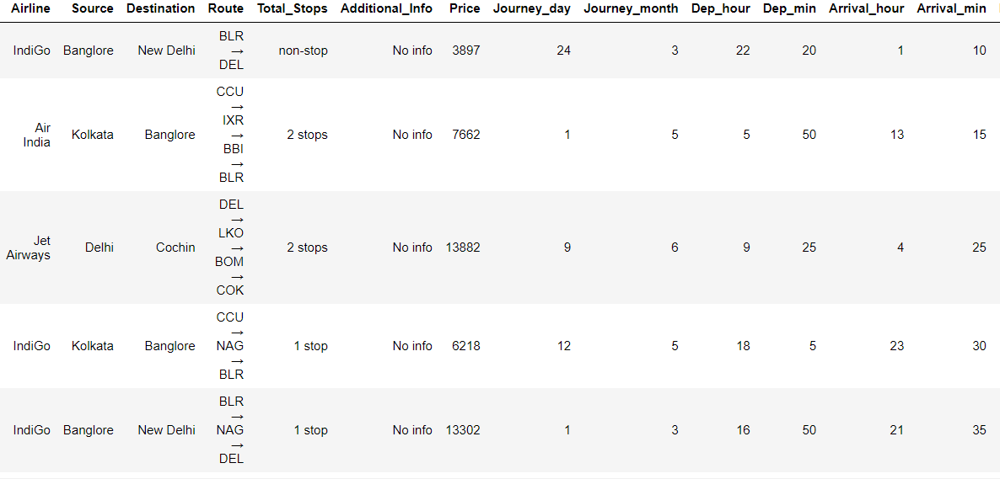 Airline Source Destination Route Total_Stops Additional_Info Price Journey_day Journey_month Dep_hour Dep_min Arrival_hour Arrival_min
IndiGo Banglore New Delhi BLR → DEL non-stop No info 3897 24 3 22 20 1 10
Air India Kolkata Banglore CCU → IXR → BBI → BLR 2 stops No info 7662 1 5 5 50 13 15
Jet Airways Delhi Cochin DEL → LKO → BOM → COK 2 stops No info 13882 9 6 9 25 4 25
IndiGo Kolkata Banglore CCU → NAG → BLR 1 stop No info 6218 12 5 18 5 23 30
IndiGo Banglore New Delhi BLR → NAG → DEL 1 stop No info 13302 1 3 16 50 21 35